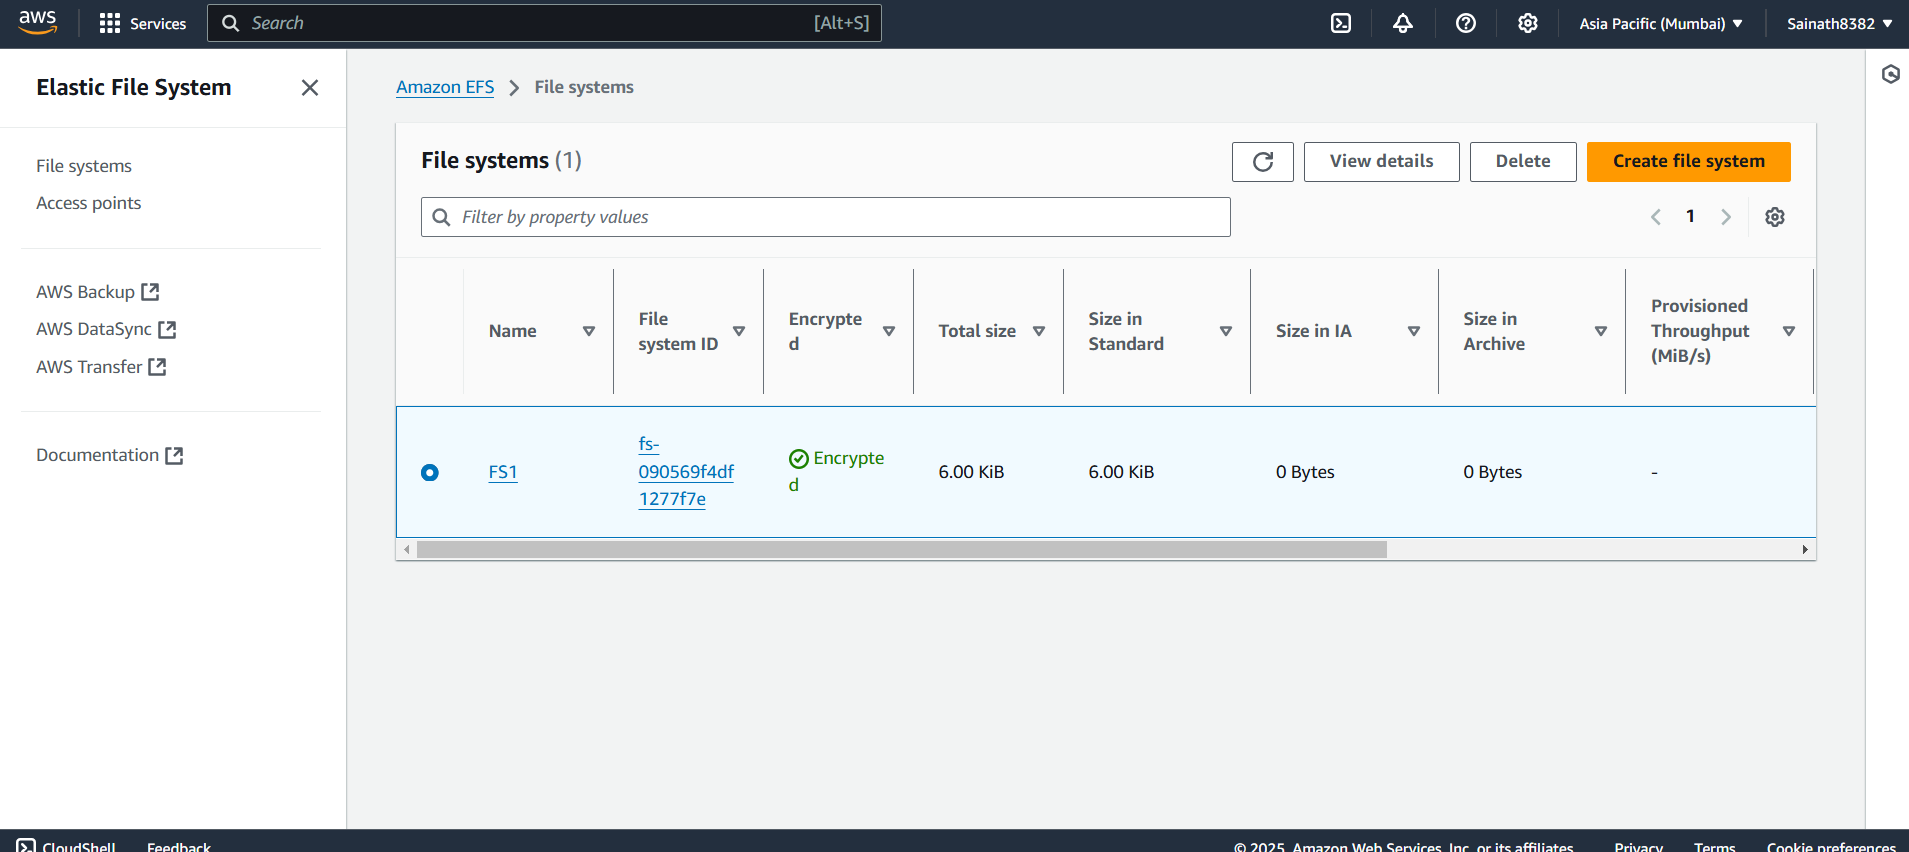 aws
Services
Search
[Alt+S]
Asia Pacific (Mumbai)
Sainath8382
Elastic File System
File systems
Access points
AWS Backup
AWS DataSync
AWS Transfer
Documentation
Amazon EFS
File systems
File systems (1)
View details
Delete
Create file system
Filter by property values
1
Name
File
system ID
Encrypte
d
Total size
Size in
Standard
Size in IA
Size in
Archive
Provisioned
Throughput
(MiB/s)
FS1
fs-
090569f4df
1277f7e
Encrypte
d
6.00 KiB
6.00 KiB
0 Bytes
0 Bytes
-
CloudShell
Feedback
© 2025, Amazon Web Services, Inc. or its affiliates.
Privacy
Terms
Cookie preferences